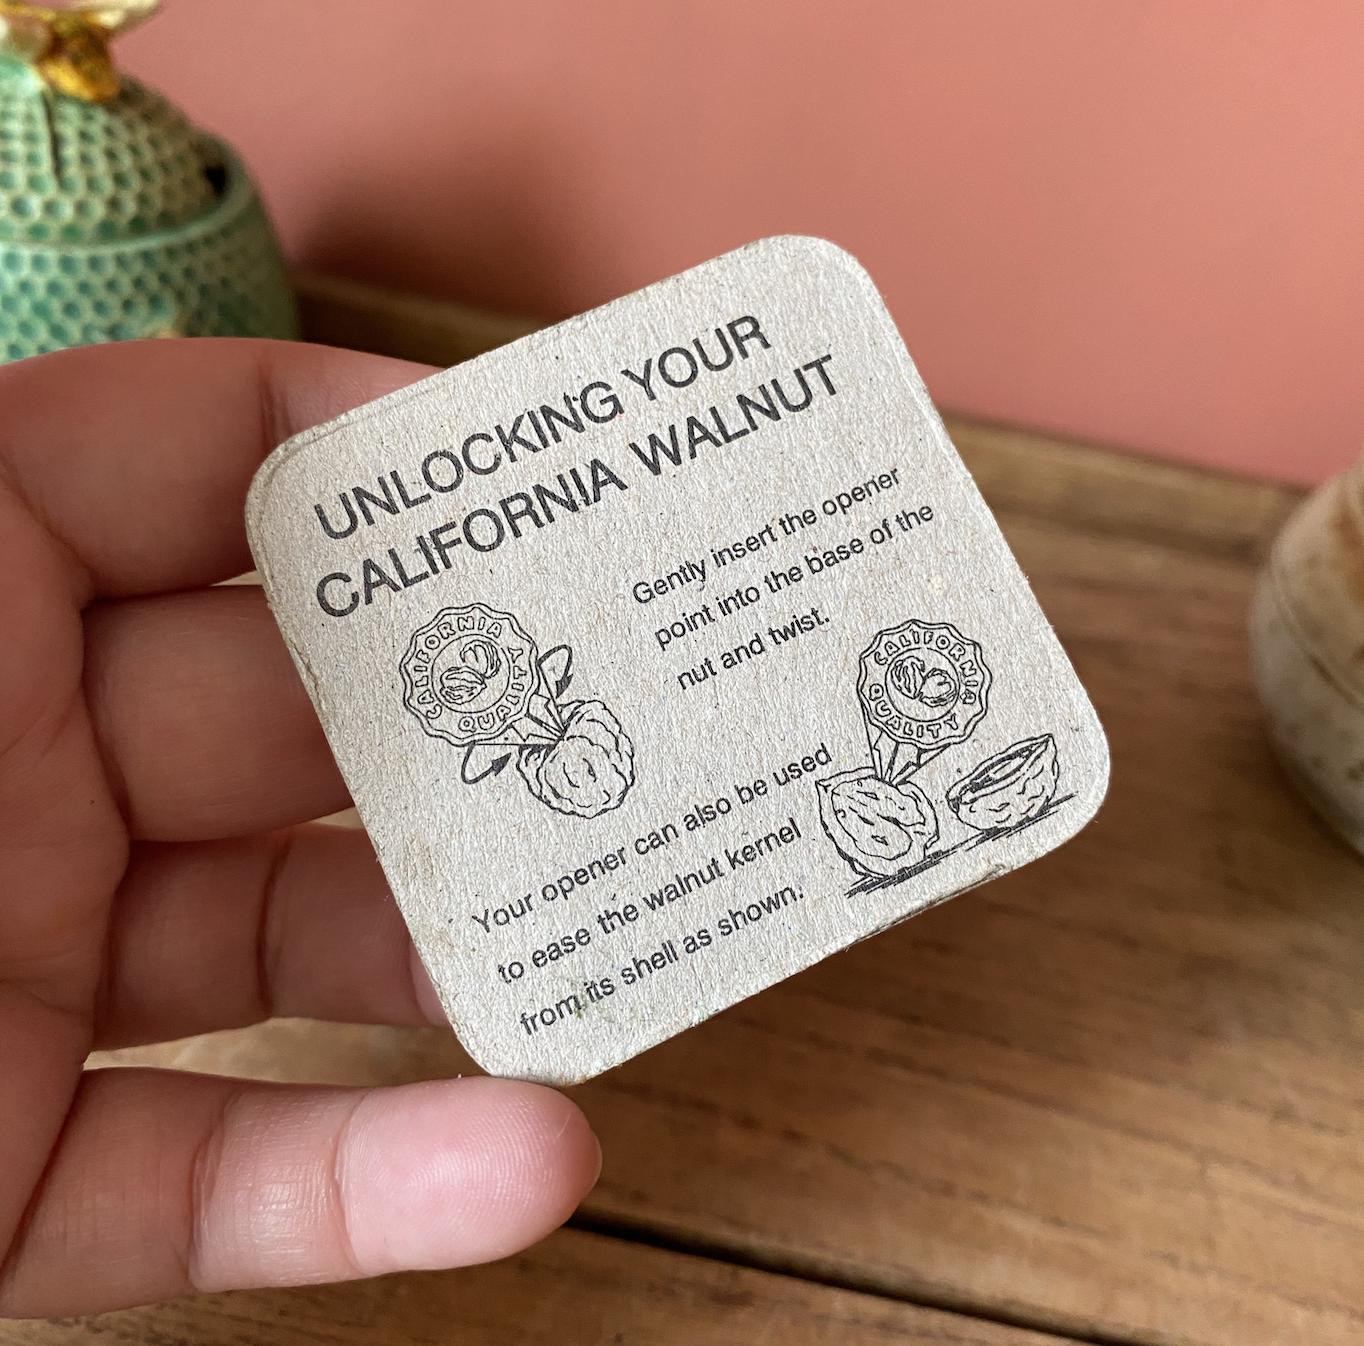 UNLOCKING YOUR
CALIFORNIA WALNUT
Gently insert the opener
point into the base of the
nut and twist.
CALIFORNIA
QUALITY
CALIFORNIA
QUALITY
Your opener can also be used
to ease the walnut kernel
from its shell as shown.